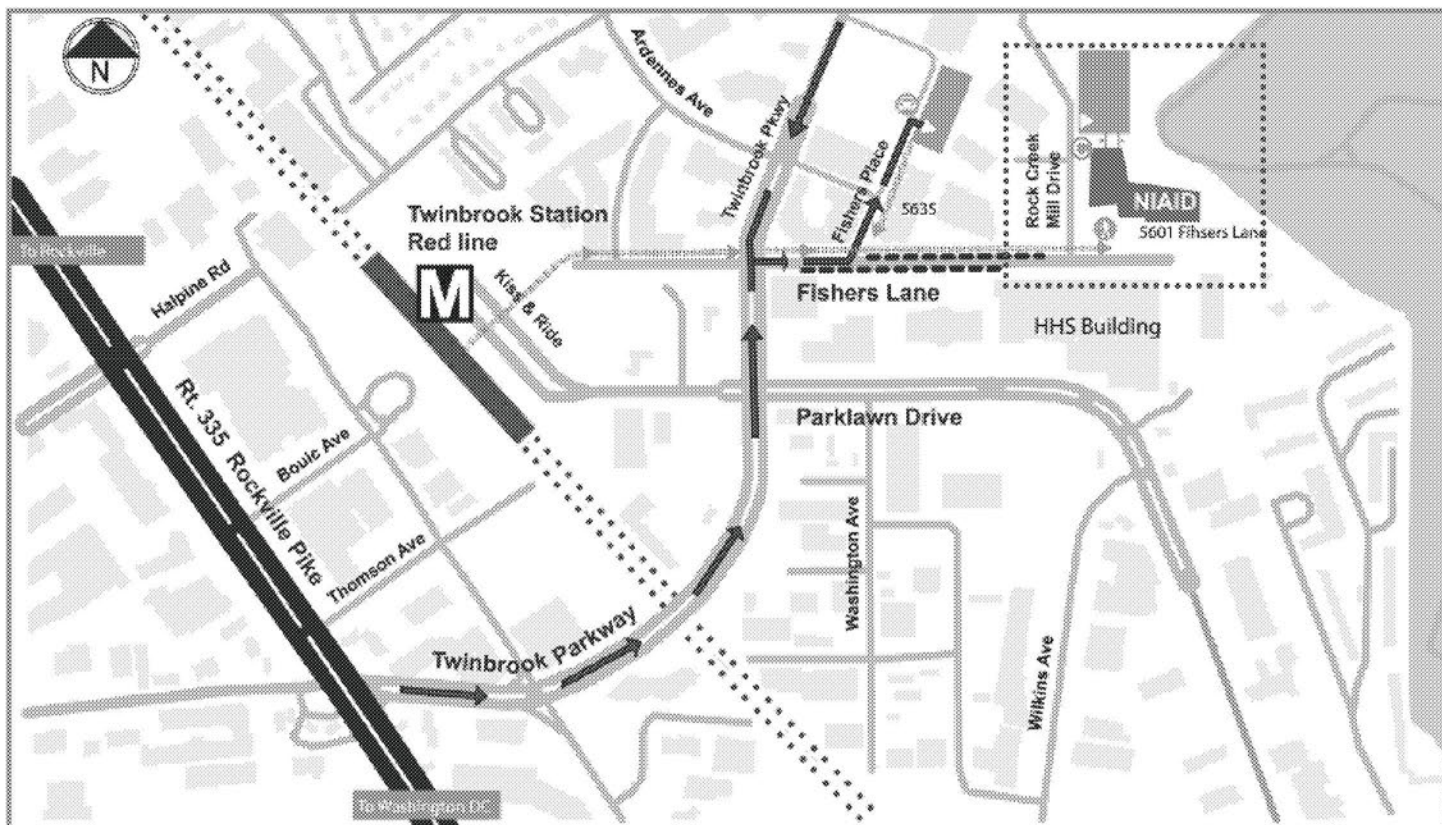 N
Ardennes Ave
Twinbrook Pkwy
Fishers Place
5635
Rock Creek
Mill Drive
NIAID
5601 Fihsers Lane
To Rockville
Halpine Rd
Twinbrook Station
Red line
M
Kiss & Ride
Fishers Lane
HHS Building
Rt. 335 Rockville Pike
Bouic Ave
Parklawn Drive
Thomson Ave
Washington Ave
Twinbrook Parkway
Wilkins Ave
To Washington DC